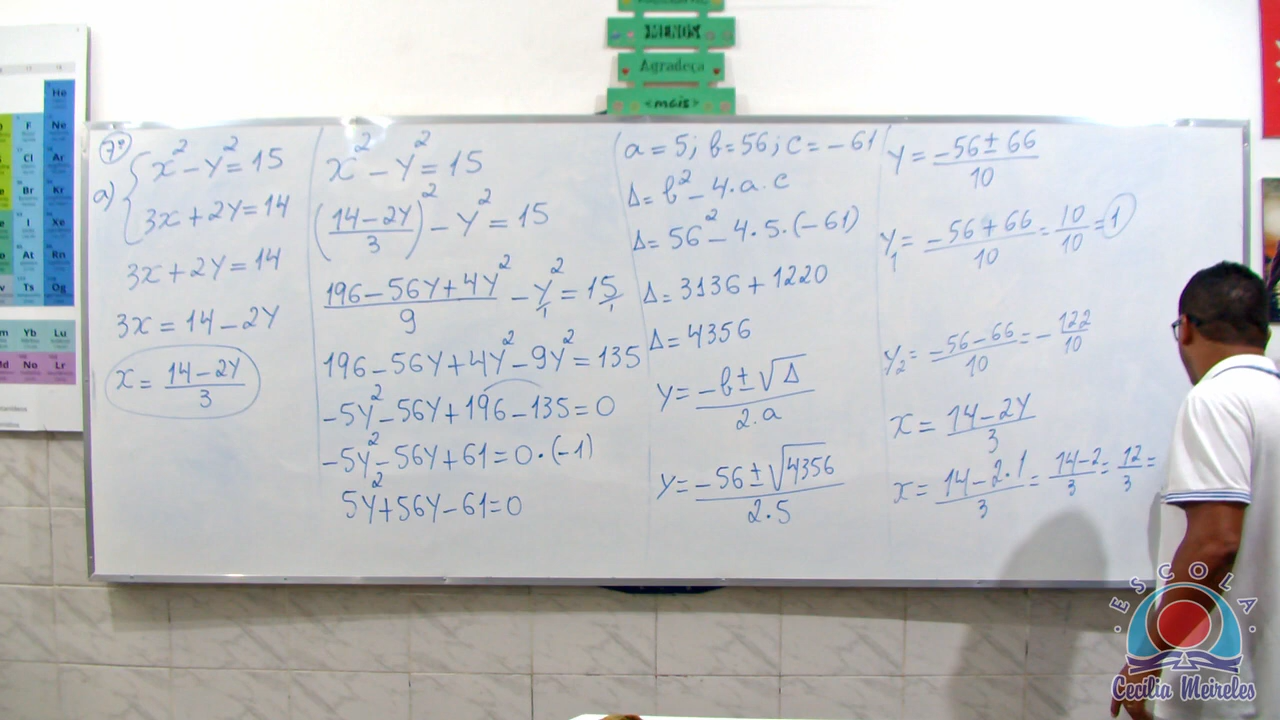 MENOS
Agradeça
<mais>
He
F
Ne
Cl
Ar
Br
Kr
I
Xe
At
Rn
Ts
Og
Yb
Lu
No
Lr
7º
a)
x² - y² = 15
3x + 2y = 14
3x + 2y = 14
3x = 14 - 2y
x = (14 - 2y)/3
x² - y² = 15
((14 - 2y)/3)² - y² = 15
(196 - 56y + 4y²)/9 - y²/1 = 15/1
196 - 56y + 4y² - 9y² = 135
-5y² - 56y + 196 - 135 = 0
-5y² - 56y + 61 = 0 · (-1)
5y² + 56y - 61 = 0
a = 5; b = 56; c = -61
Δ = b² - 4·a·c
Δ = 56² - 4·5·(-61)
Δ = 3136 + 1220
Δ = 4356
y = (-b ± √Δ)/(2·a)
y = (-56 ± √4356)/(2·5)
y = (-56 ± 66)/10
y₁ = (-56 + 66)/10 = 10/10 = 1
y₂ = (-56 - 66)/10 = -122/10
x = (14 - 2y)/3
x = (14 - 2·1)/3 = (14 - 2)/3 = 12/3 =
ESCOLA
Cecília Meireles